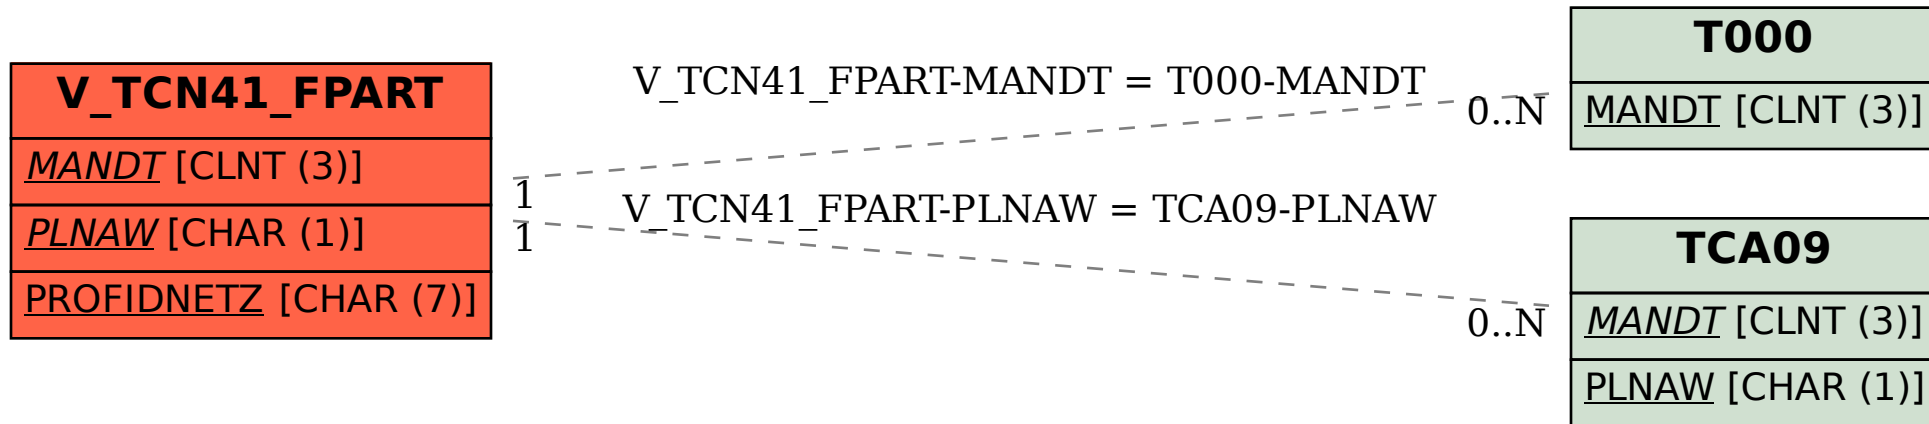 V_TCN41_FPART
MANDT [CLNT (3)]
PLNAW [CHAR (1)]
PROFIDNETZ [CHAR (7)]
V_TCN41_FPART-MANDT = T000-MANDT
1
0..N
V_TCN41_FPART-PLNAW = TCA09-PLNAW
1
0..N
T000
MANDT [CLNT (3)]
TCA09
MANDT [CLNT (3)]
PLNAW [CHAR (1)]